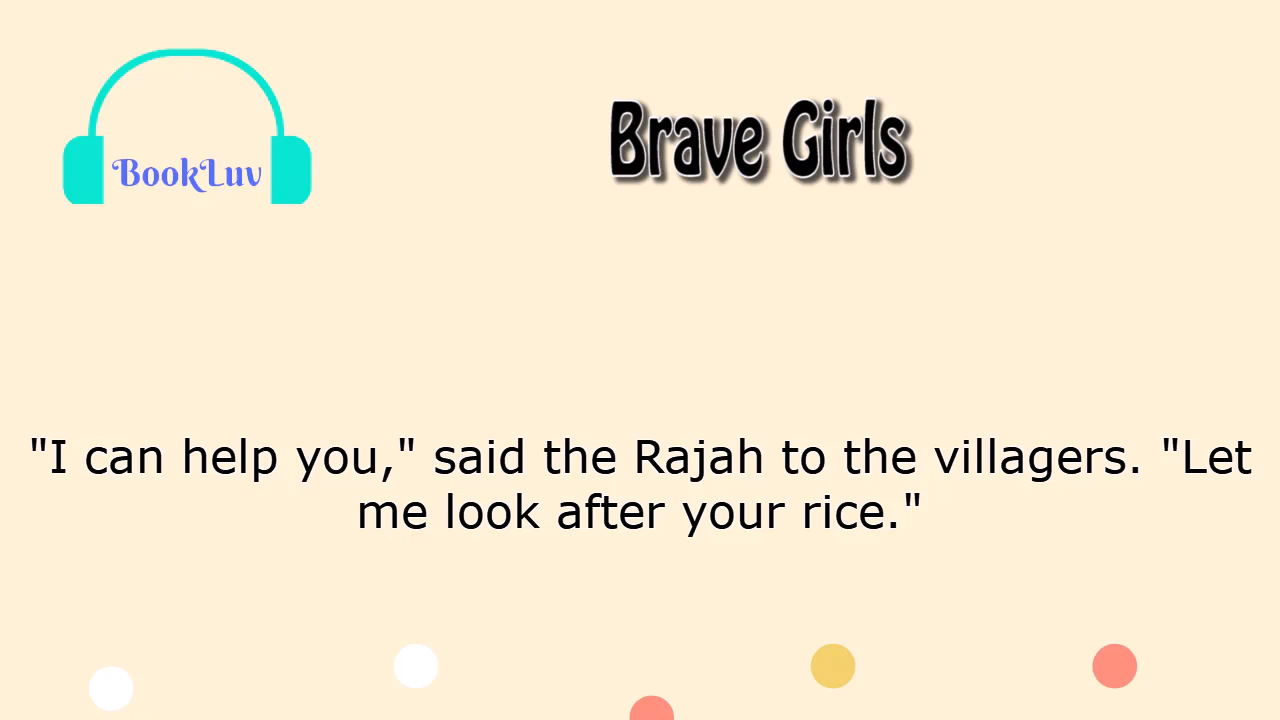 BookLuv
Brave Girls
"I can help you," said the Rajah to the villagers. "Let
me look after your rice."